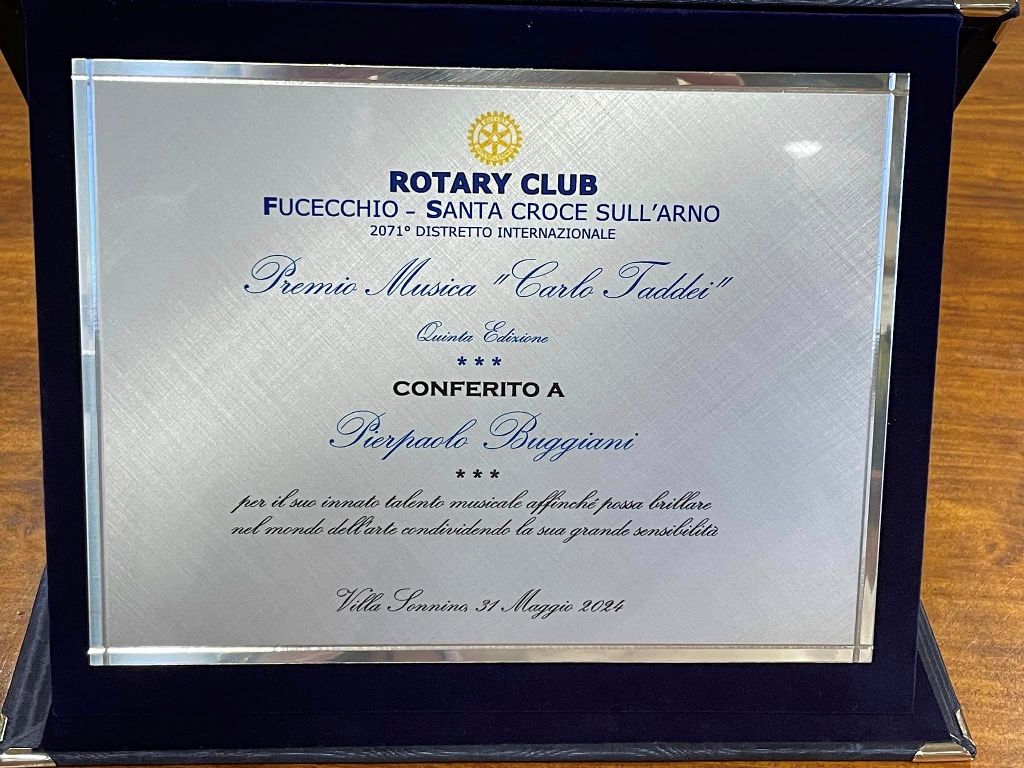 ROTARY CLUB
FUCECCHIO - SANTA CROCE SULL'ARNO
2071° DISTRETTO INTERNAZIONALE
Premio Musica "Carlo Taddei"
Quinta Edizione
***
CONFERITO A
Pierpaolo Buggiani
***
per il suo innato talento musicale affinché possa brillare
nel mondo dell'arte condividendo la sua grande sensibilità
Villa Sonnino, 31 Maggio 2024